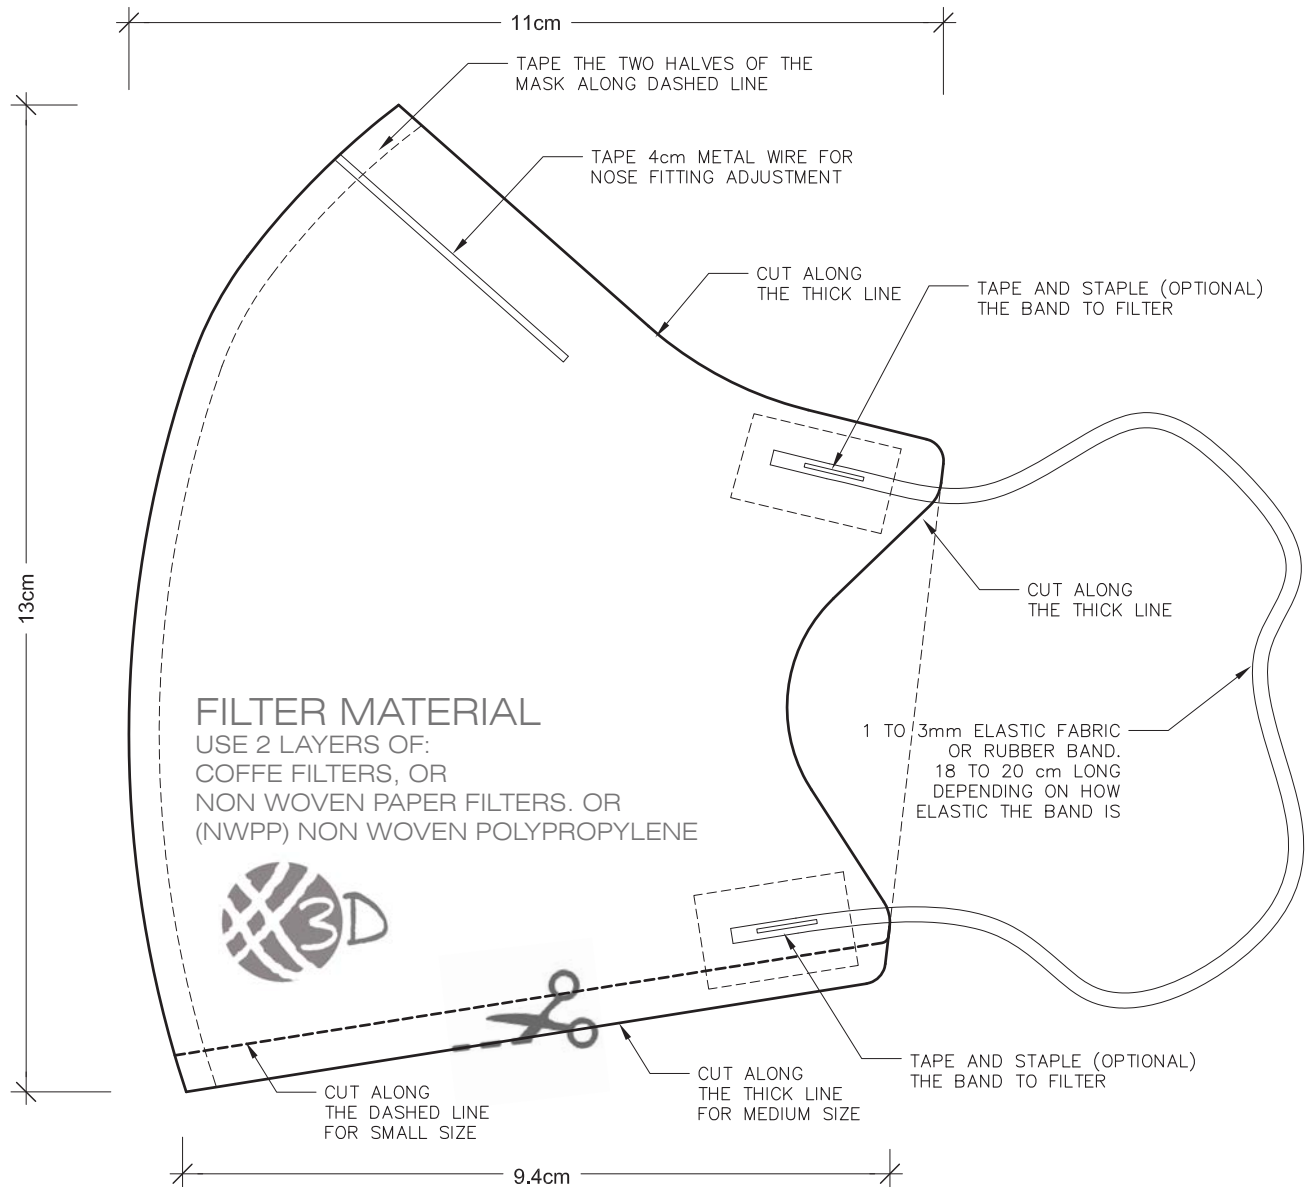 11cm
TAPE THE TWO HALVES OF THE
MASK ALONG DASHED LINE
TAPE 4cm METAL WIRE FOR
NOSE FITTING ADJUSTMENT
CUT ALONG
THE THICK LINE
TAPE AND STAPLE (OPTIONAL)
THE BAND TO FILTER
13cm
CUT ALONG
THE THICK LINE
FILTER MATERIAL
USE 2 LAYERS OF:
COFFE FILTERS, OR
NON WOVEN PAPER FILTERS. OR
(NWPP) NON WOVEN POLYPROPYLENE
1 TO 3mm ELASTIC FABRIC
OR RUBBER BAND.
18 TO 20 cm LONG
DEPENDING ON HOW
ELASTIC THE BAND IS
3D
TAPE AND STAPLE (OPTIONAL)
THE BAND TO FILTER
CUT ALONG
THE THICK LINE
FOR MEDIUM SIZE
CUT ALONG
THE DASHED LINE
FOR SMALL SIZE
9.4cm